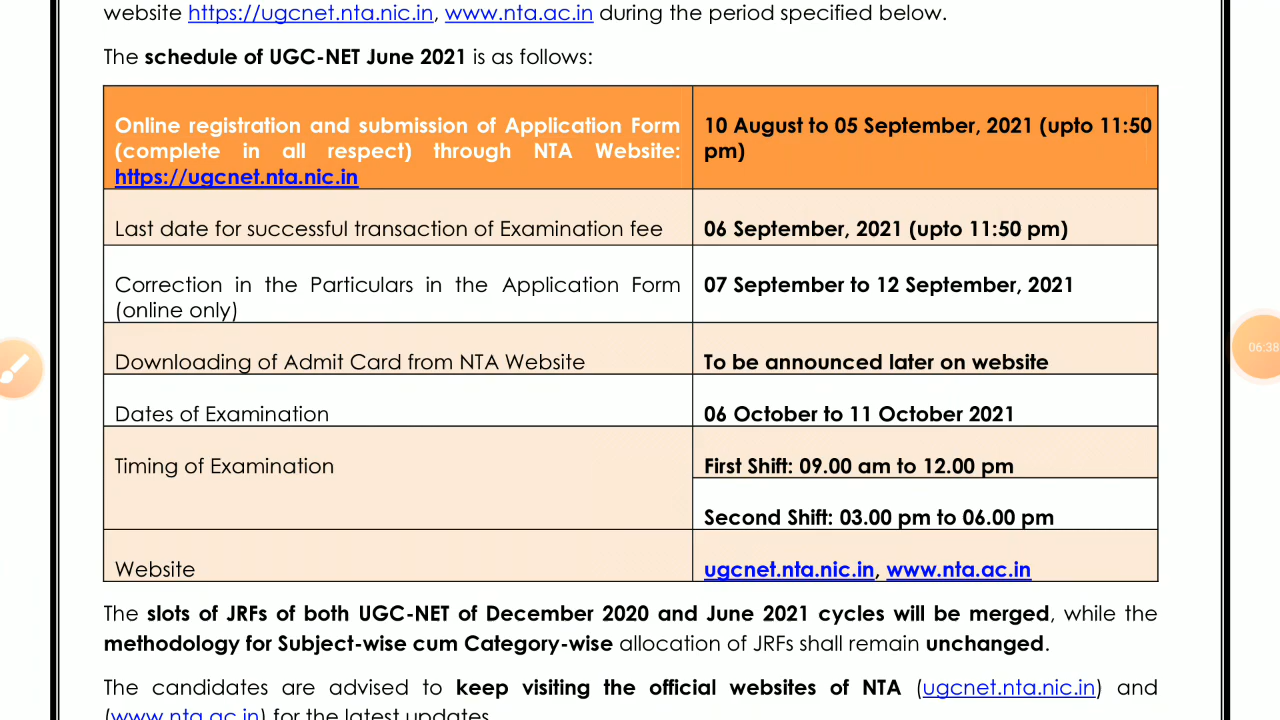 website https://ugcnet.nta.nic.in, www.nta.ac.in during the period specified below.
The schedule of UGC-NET June 2021 is as follows:
Online registration and submission of Application Form
(complete in all respect) through NTA Website:
https://ugcnet.nta.nic.in
10 August to 05 September, 2021 (upto 11:50
pm)
Last date for successful transaction of Examination fee
06 September, 2021 (upto 11:50 pm)
Correction in the Particulars in the Application Form
(online only)
07 September to 12 September, 2021
Downloading of Admit Card from NTA Website
To be announced later on website
Dates of Examination
06 October to 11 October 2021
Timing of Examination
First Shift: 09.00 am to 12.00 pm
Second Shift: 03.00 pm to 06.00 pm
Website
ugcnet.nta.nic.in, www.nta.ac.in
The slots of JRFs of both UGC-NET of December 2020 and June 2021 cycles will be merged, while the
methodology for Subject-wise cum Category-wise allocation of JRFs shall remain unchanged.
The candidates are advised to keep visiting the official websites of NTA (ugcnet.nta.nic.in) and
(www.nta.ac.in) for the latest updates.
06:38